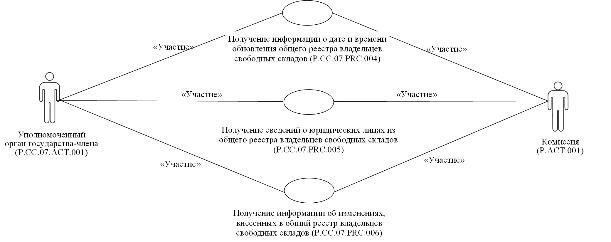 «Участие»
«Участие»
Получение информации о дате и времени
обновления общего реестра владельцев
свободных складов (P.CC.07.PRC.004)
«Участие»
«Участие»
Уполномоченный
орган государства-члена
(P.CC.07.ACT.001)
Получение сведений о юридических лицах из
общего реестра владельцев свободных складов
(P.CC.07.PRC.005)
Комиссия
(P.ACT.001)
«Участие»
«Участие»
Получение информации об изменениях,
внесенных в общий реестр владельцев
свободных складов (P.CC.07.PRC.006)